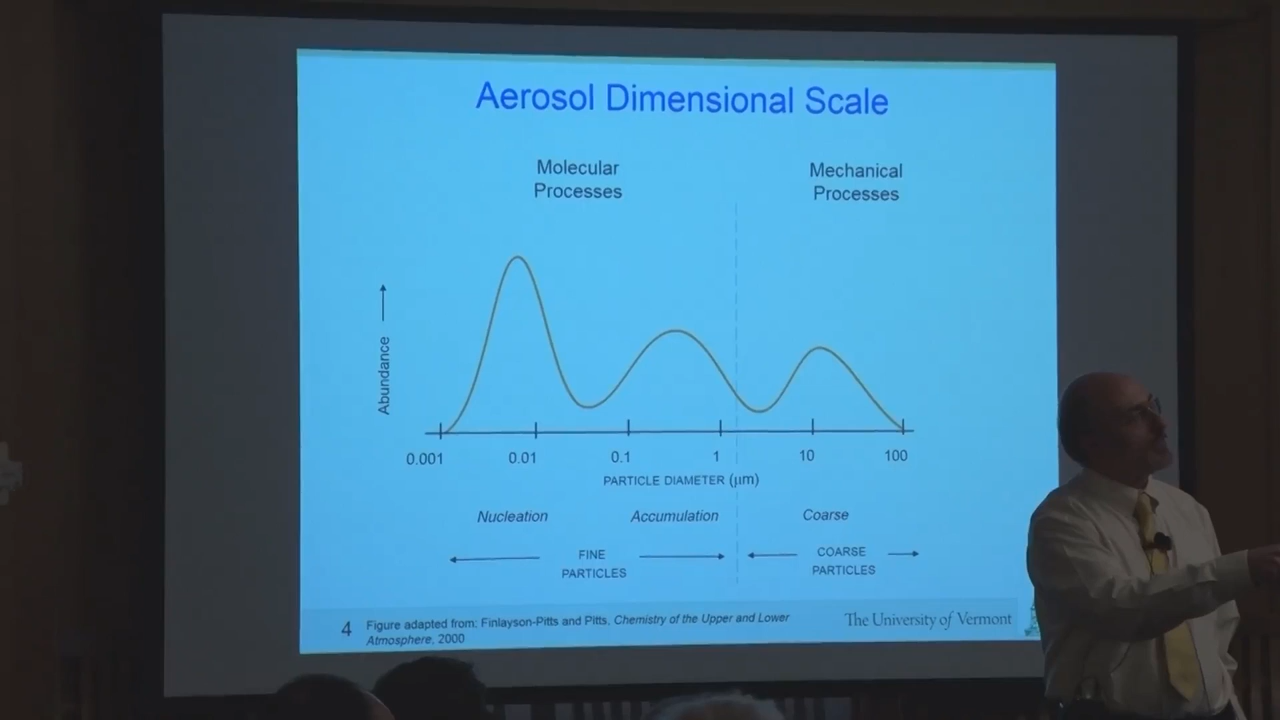 Aerosol Dimensional Scale
Molecular
Processes
Mechanical
Processes
Abundance
0.001
0.01
0.1
1
10
100
PARTICLE DIAMETER (μm)
Nucleation
Accumulation
Coarse
FINE
PARTICLES
COARSE
PARTICLES
4
Figure adapted from: Finlayson-Pitts and Pitts, Chemistry of the Upper and Lower
Atmosphere, 2000
The University of Vermont